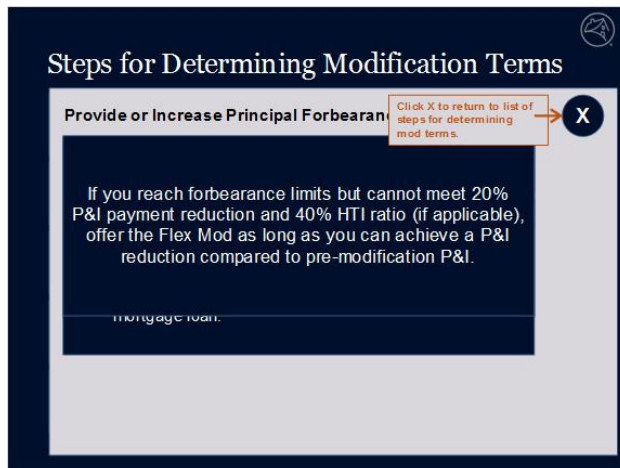 Steps for Determining Modification Terms
Provide or Increase Principal
Click X to return to list of
steps for determining
mod terms.
X
If you reach forbearance limits but cannot meet 20%
P&I payment reduction and 40% HTI ratio (if applicable),
offer the Flex Mod as long as you can achieve a P&I
reduction compared to pre-modification P&I.
mortgage loan.